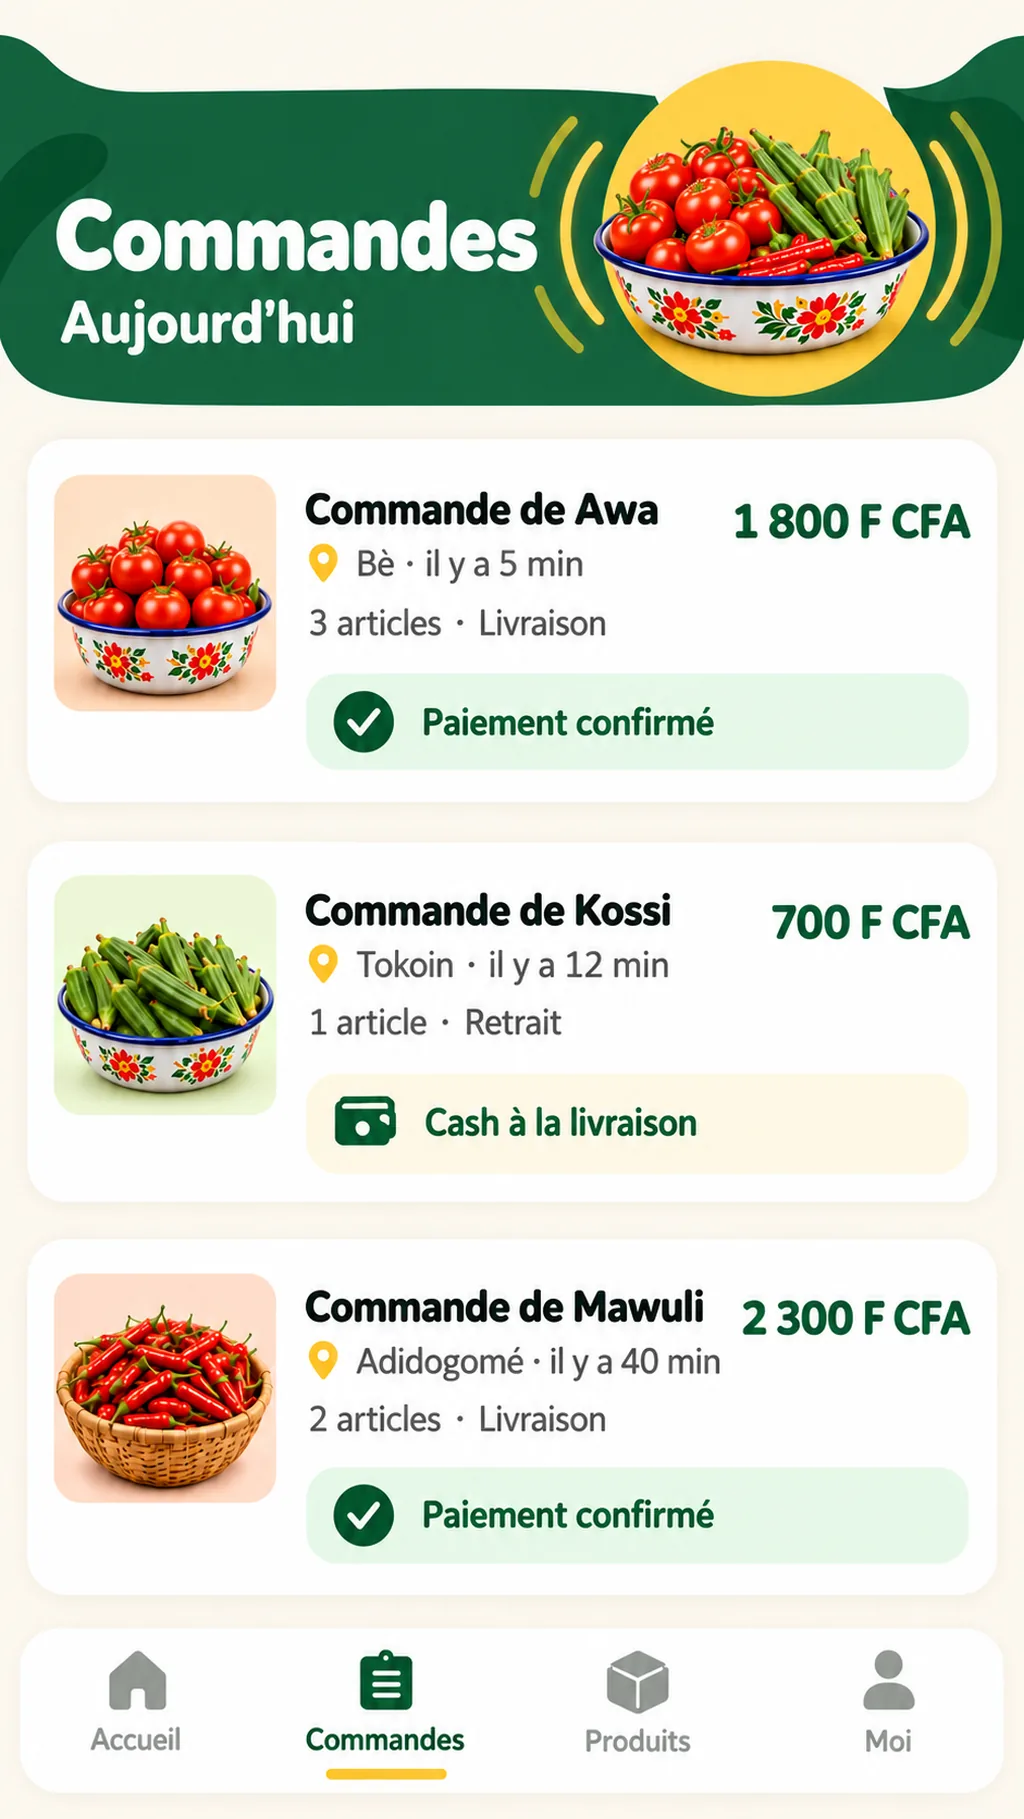 Commandes
Aujourd’hui
Commande de Awa
1 800 F CFA
Bè · il y a 5 min
3 articles · Livraison
Paiement confirmé
Commande de Kossi
700 F CFA
Tokoin · il y a 12 min
1 article · Retrait
Cash à la livraison
Commande de Mawuli
2 300 F CFA
Adidogomé · il y a 40 min
2 articles · Livraison
Paiement confirmé
Accueil
Commandes
Produits
Moi